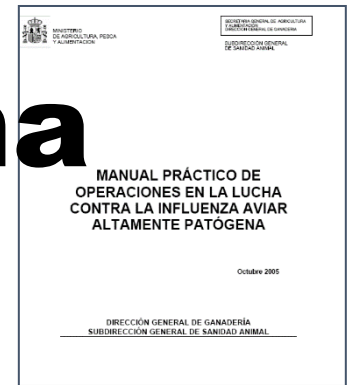 na
MINISTERIO
DE AGRICULTURA, PESCA
Y ALIMENTACIÓN
SECRETARIA GENERAL DE AGRICULTURA
Y ALIMENTACIÓN
DIRECCIÓN GENERAL DE GANADERÍA
SUBDIRECCIÓN GENERAL
DE SANIDAD ANIMAL
MANUAL PRÁCTICO DE
OPERACIONES EN LA LUCHA
CONTRA LA INFLUENZA AVIAR
ALTAMENTE PATÓGENA
Octubre 2005
DIRECCIÓN GENERAL DE GANADERÍA
SUBDIRECCIÓN GENERAL DE SANIDAD ANIMAL